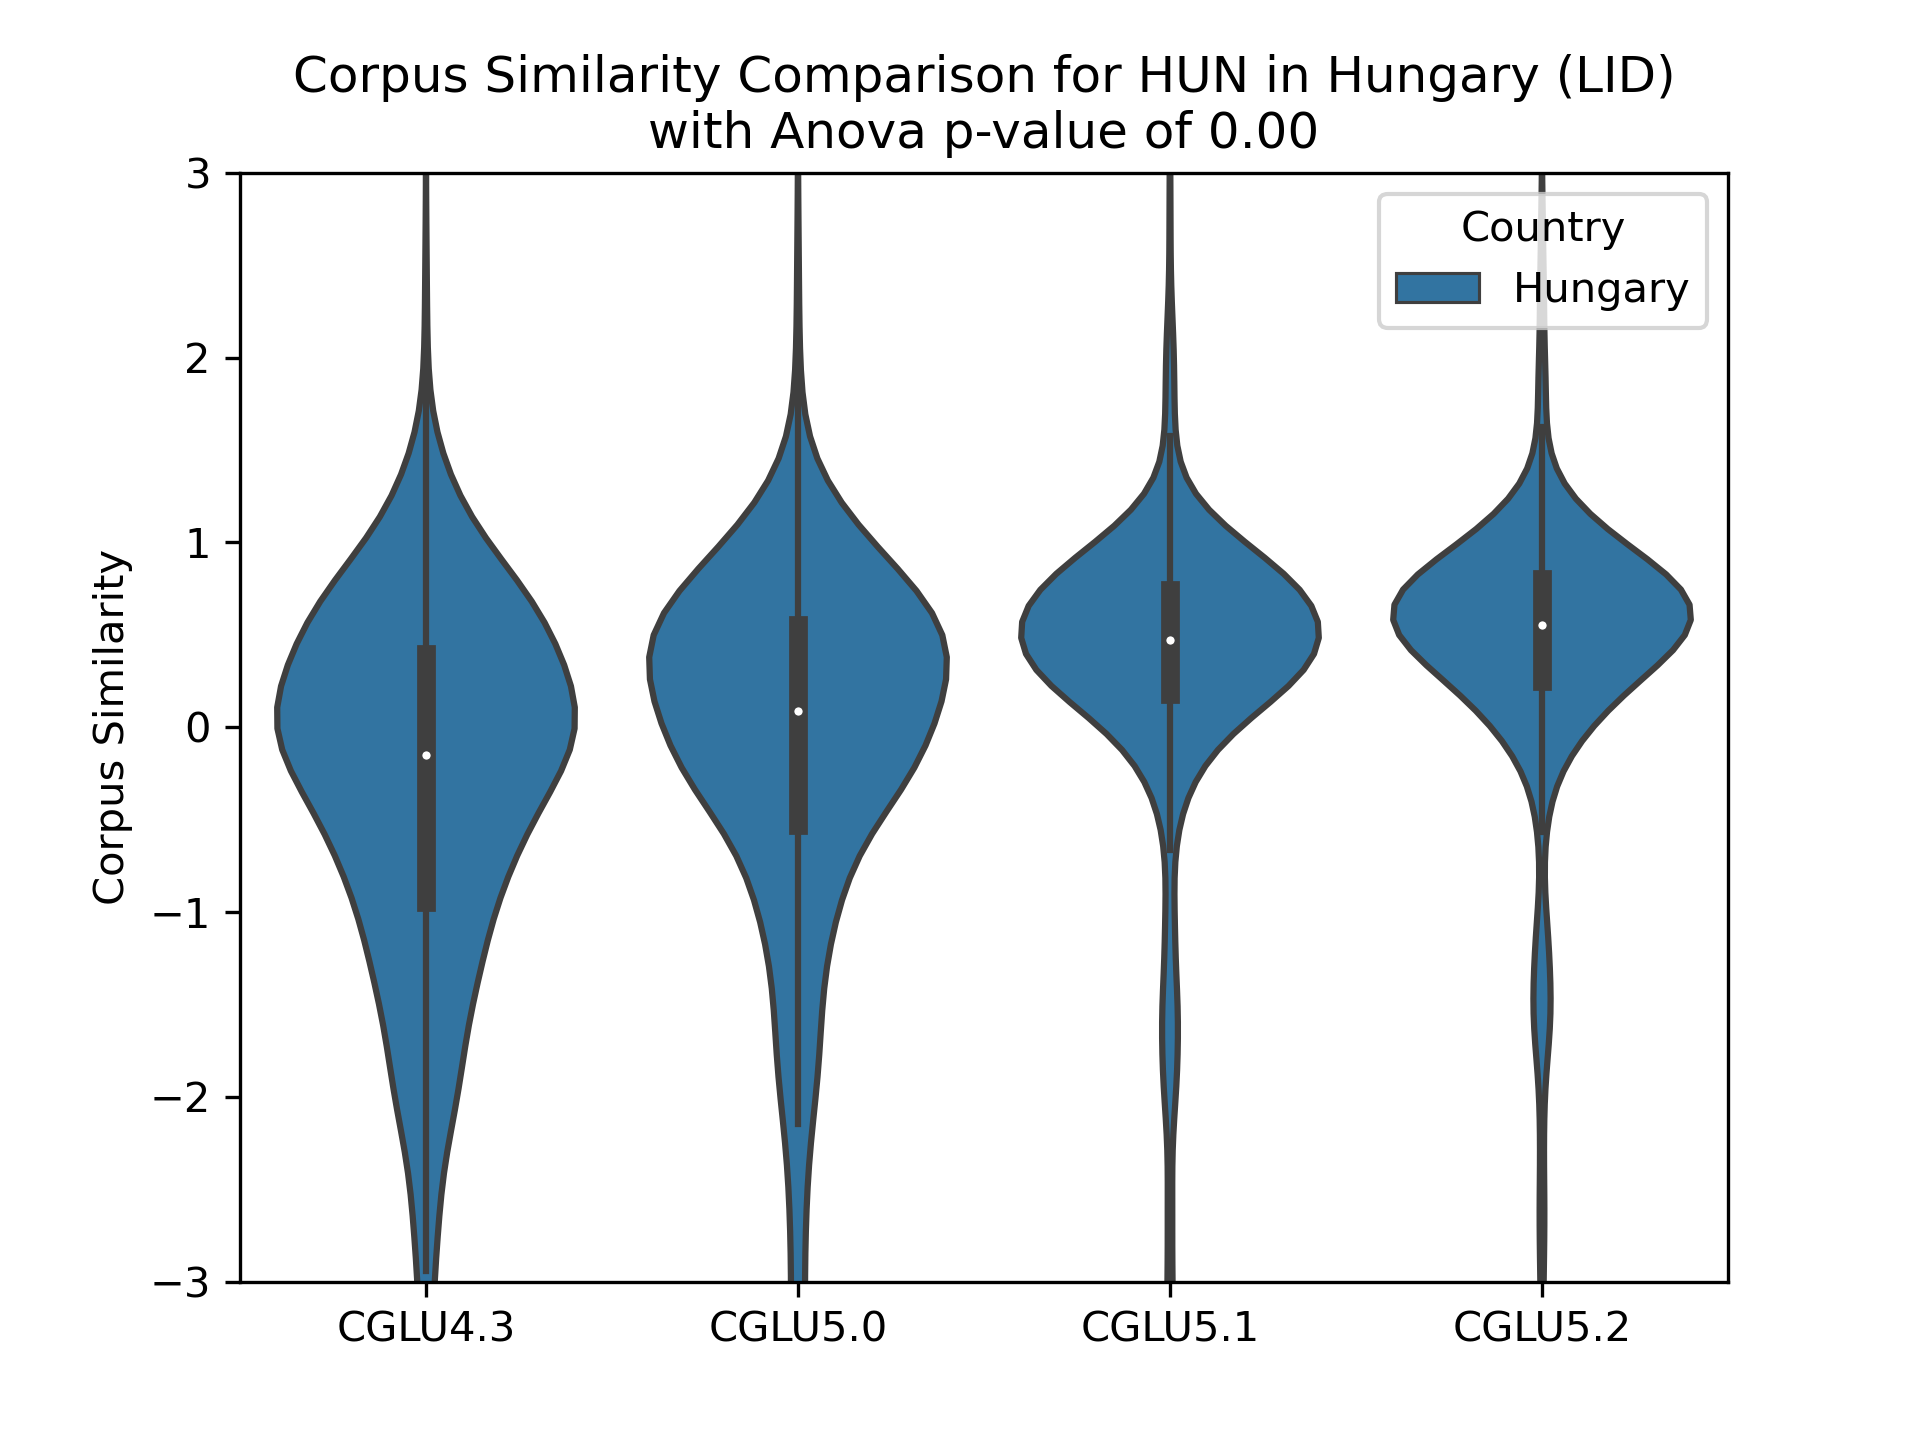 Corpus Similarity Comparison for HUN in Hungary (LID)
with Anova p-value of 0.00
Country
Hungary
Corpus Similarity
3
2
1
0
−1
−2
−3
CGLU4.3
CGLU5.0
CGLU5.1
CGLU5.2